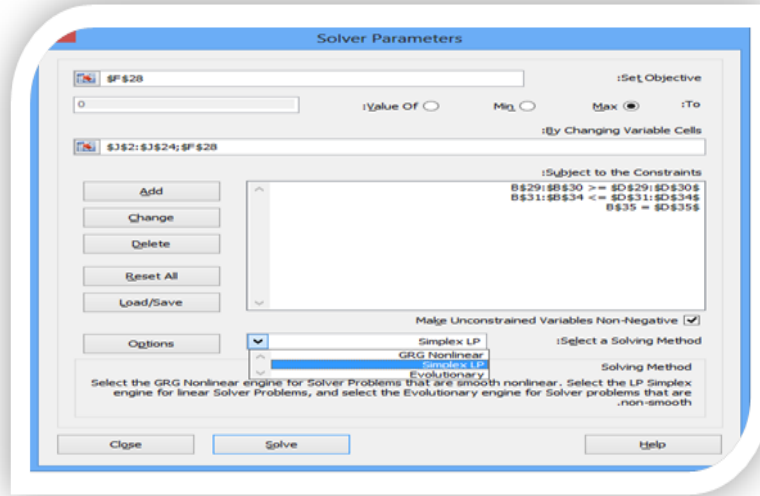 Solver Parameters
:Set Objective
$F$28
:To
Max
Min
:Value Of
0
:By Changing Variable Cells
$J$2:$J$24;$F$28
:Subject to the Constraints
B$29:$B$30 >= $D$29:$D$30$
B$31:$B$34 <= $D$31:$D$34$
B$35 = $D$35$
Add
Change
Delete
Reset All
Load/Save
Make Unconstrained Variables Non-Negative
:Select a Solving Method
Simplex LP
Options
GRG Nonlinear
Simplex LP
Evolutionary
Solving Method
Select the GRG Nonlinear engine for Solver Problems that are smooth nonlinear. Select the LP Simplex
engine for linear Solver Problems, and select the Evolutionary engine for Solver problems that are
.non-smooth
Close
Solve
Help